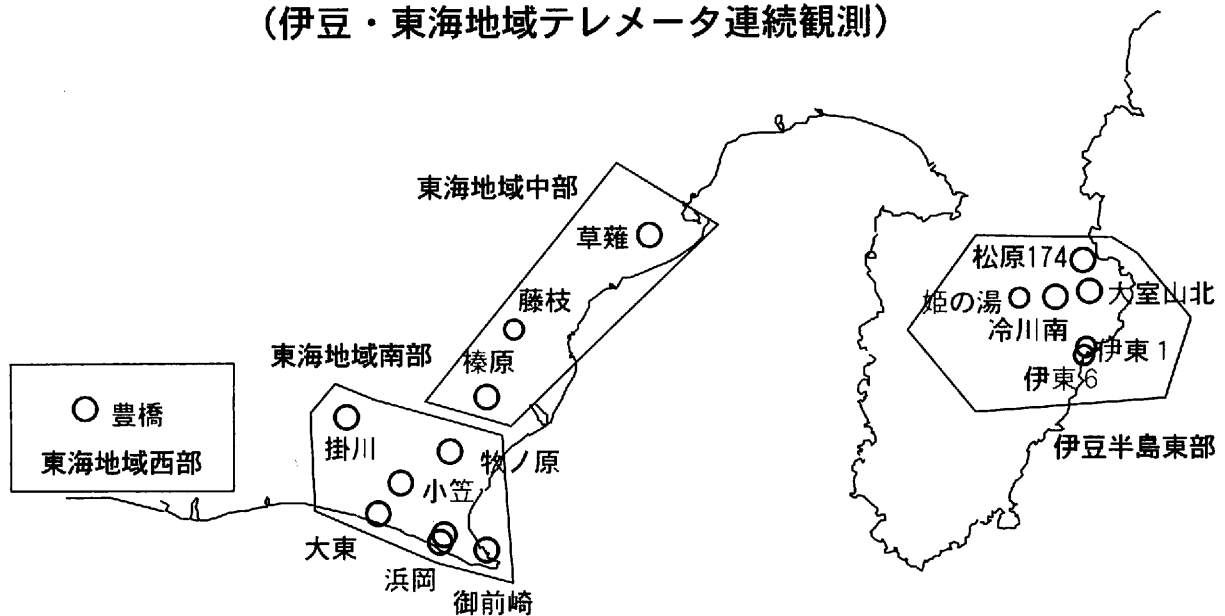 (伊豆・東海地域テレメータ連続観測)
東海地域中部
草薙
藤枝
榛原
東海地域南部
掛川
牧ノ原
小笠
大東
浜岡
御前崎
豊橋
東海地域西部
松原174
姫の湯
大室山北
冷川南
伊東1
伊東6
伊豆半島東部